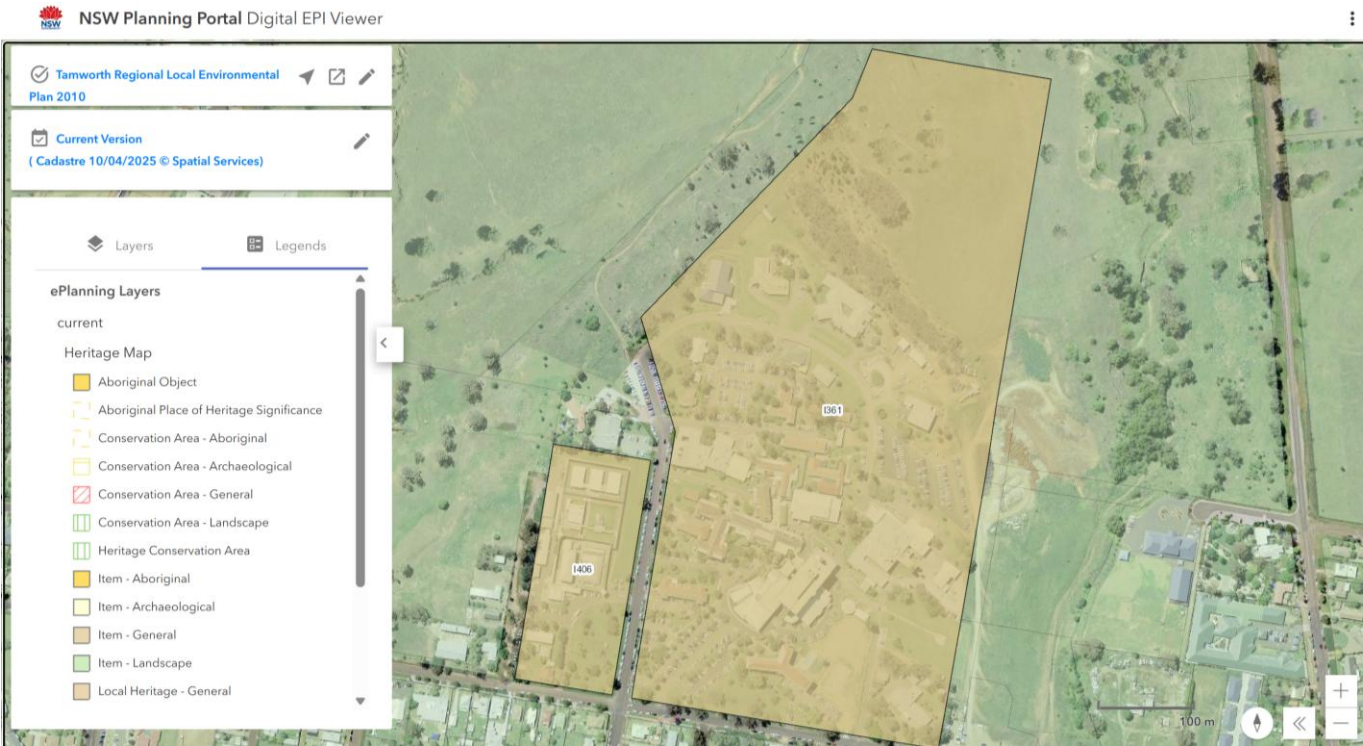 NSW Planning Portal Digital EPI Viewer
NSW
Tamworth Regional Local Environmental
Plan 2010
Current Version
( Cadastre 10/04/2025 © Spatial Services)
Layers
Legends
ePlanning Layers
current
Heritage Map
Aboriginal Object
Aboriginal Place of Heritage Significance
Conservation Area - Aboriginal
Conservation Area - Archaeological
Conservation Area - General
Conservation Area - Landscape
Heritage Conservation Area
Item - Aboriginal
Item - Archaeological
Item - General
Item - Landscape
Local Heritage - General
I361
I406
100 m